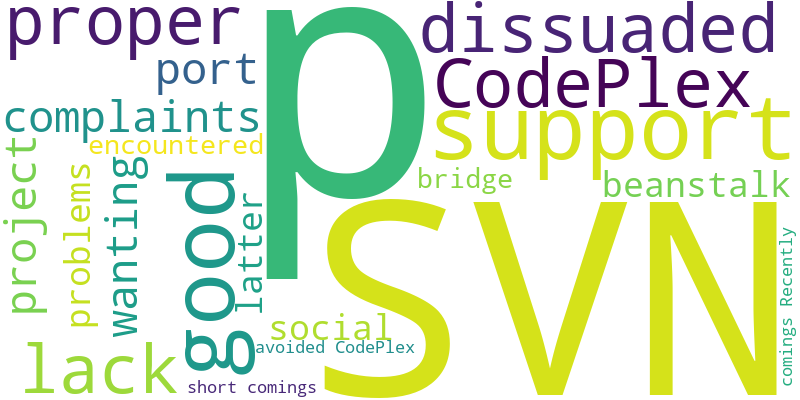 proper
p
dissuaded
port
CodePlex
complaints
support
encountered
project
problems
wanting
good
latter
bridge
beanstalk
SVN
social
lack
avoided CodePlex
short comings
comings Recently